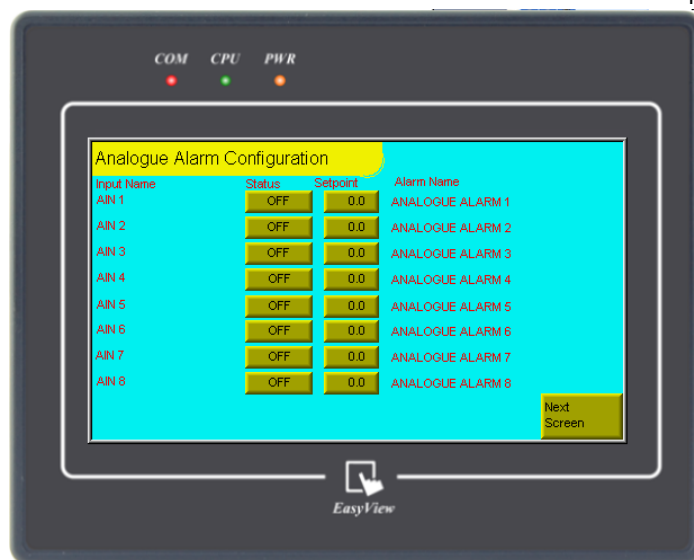 COM CPU PWR
Analogue Alarm Configuration
Input Name Status Setpoint Alarm Name
AIN 1 OFF 0.0 ANALOGUE ALARM 1
AIN 2 OFF 0.0 ANALOGUE ALARM 2
AIN 3 OFF 0.0 ANALOGUE ALARM 3
AIN 4 OFF 0.0 ANALOGUE ALARM 4
AIN 5 OFF 0.0 ANALOGUE ALARM 5
AIN 6 OFF 0.0 ANALOGUE ALARM 6
AIN 7 OFF 0.0 ANALOGUE ALARM 7
AIN 8 OFF 0.0 ANALOGUE ALARM 8
Next
Screen
EasyView